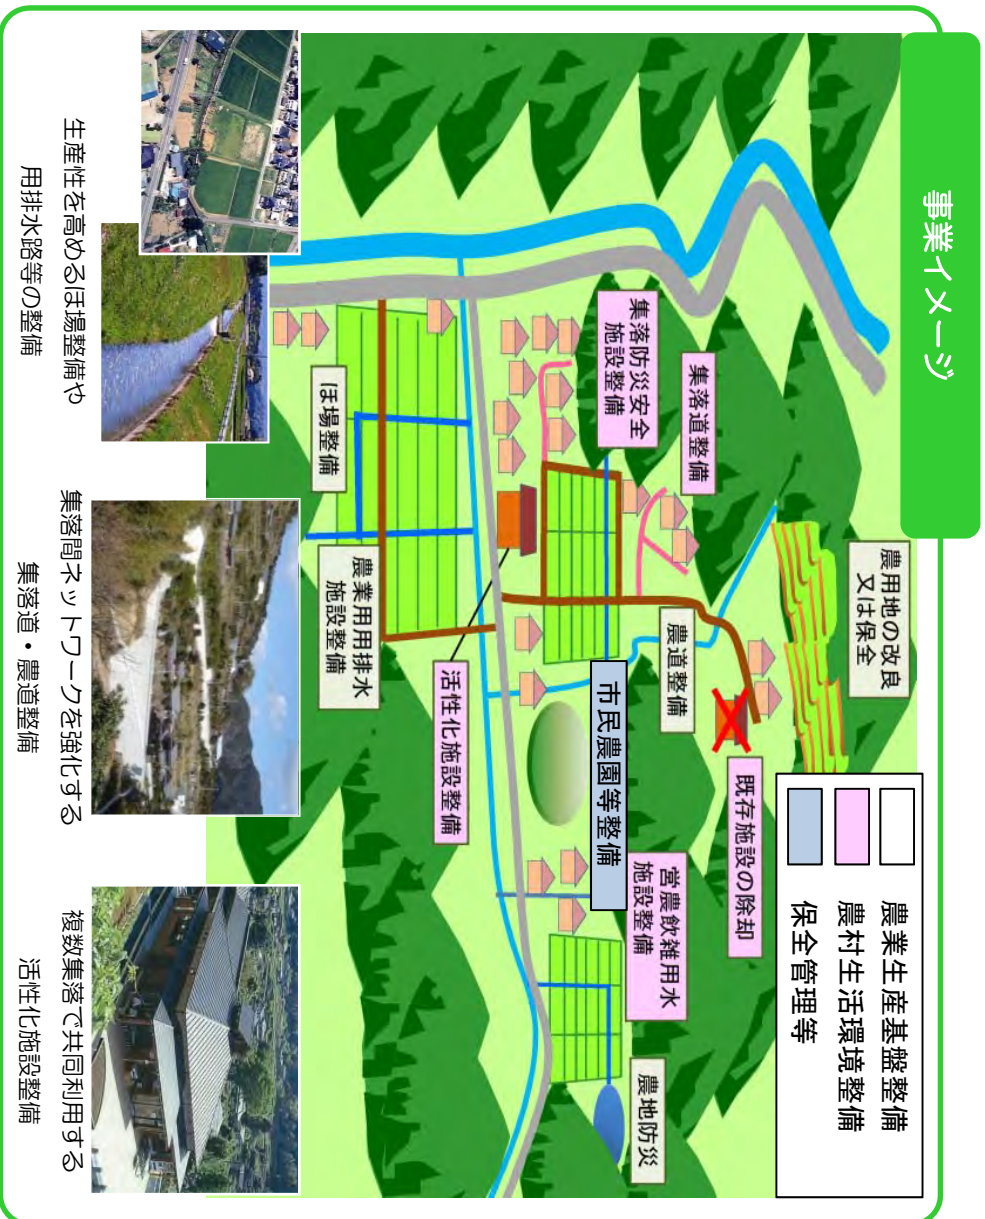 事業イメージ
農業生産基盤整備
農村生活環境整備
保全管理等
農用地の改良
又は保全
既存施設の除却
集落道整備
農道整備
集落防災安全
施設整備
市民農園等整備
営農飲雑用水
施設整備
農地防災
活性化施設整備
ほ場整備
農業用用排水
施設整備
生産性を高めるほ場整備や
用排水路等の整備
集落間ネットワークを強化する
集落道・農道整備
複数集落で共同利用する
活性化施設整備